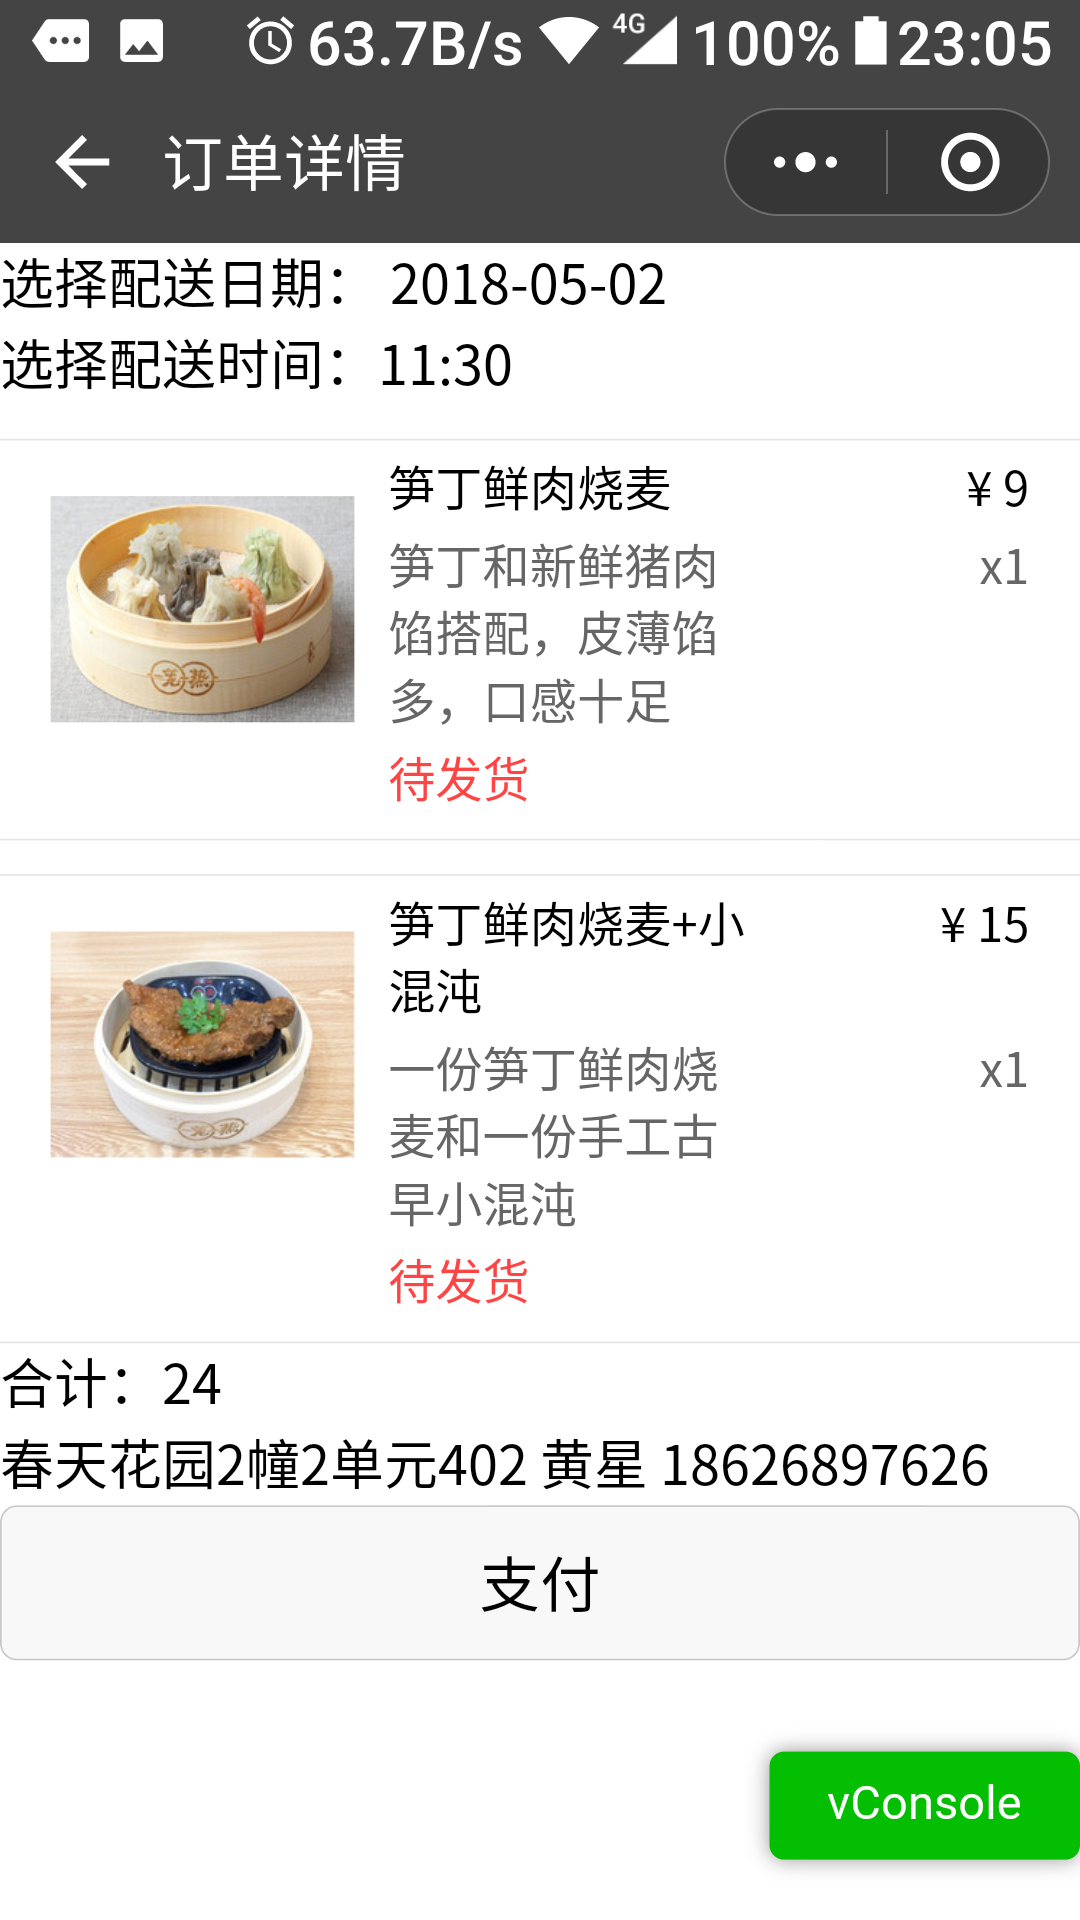 63.7B/s 4G 100% 23:05
订单详情
选择配送日期： 2018-05-02
选择配送时间：11:30
笋丁鲜肉烧麦 ¥ 9
笋丁和新鲜猪肉 x1
馅搭配，皮薄馅
多，口感十足
待发货
笋丁鲜肉烧麦+小 ¥ 15
混沌
一份笋丁鲜肉烧 x1
麦和一份手工古
早小混沌
待发货
合计：24
春天花园2幢2单元402 黄星 18626897626
支付
vConsole